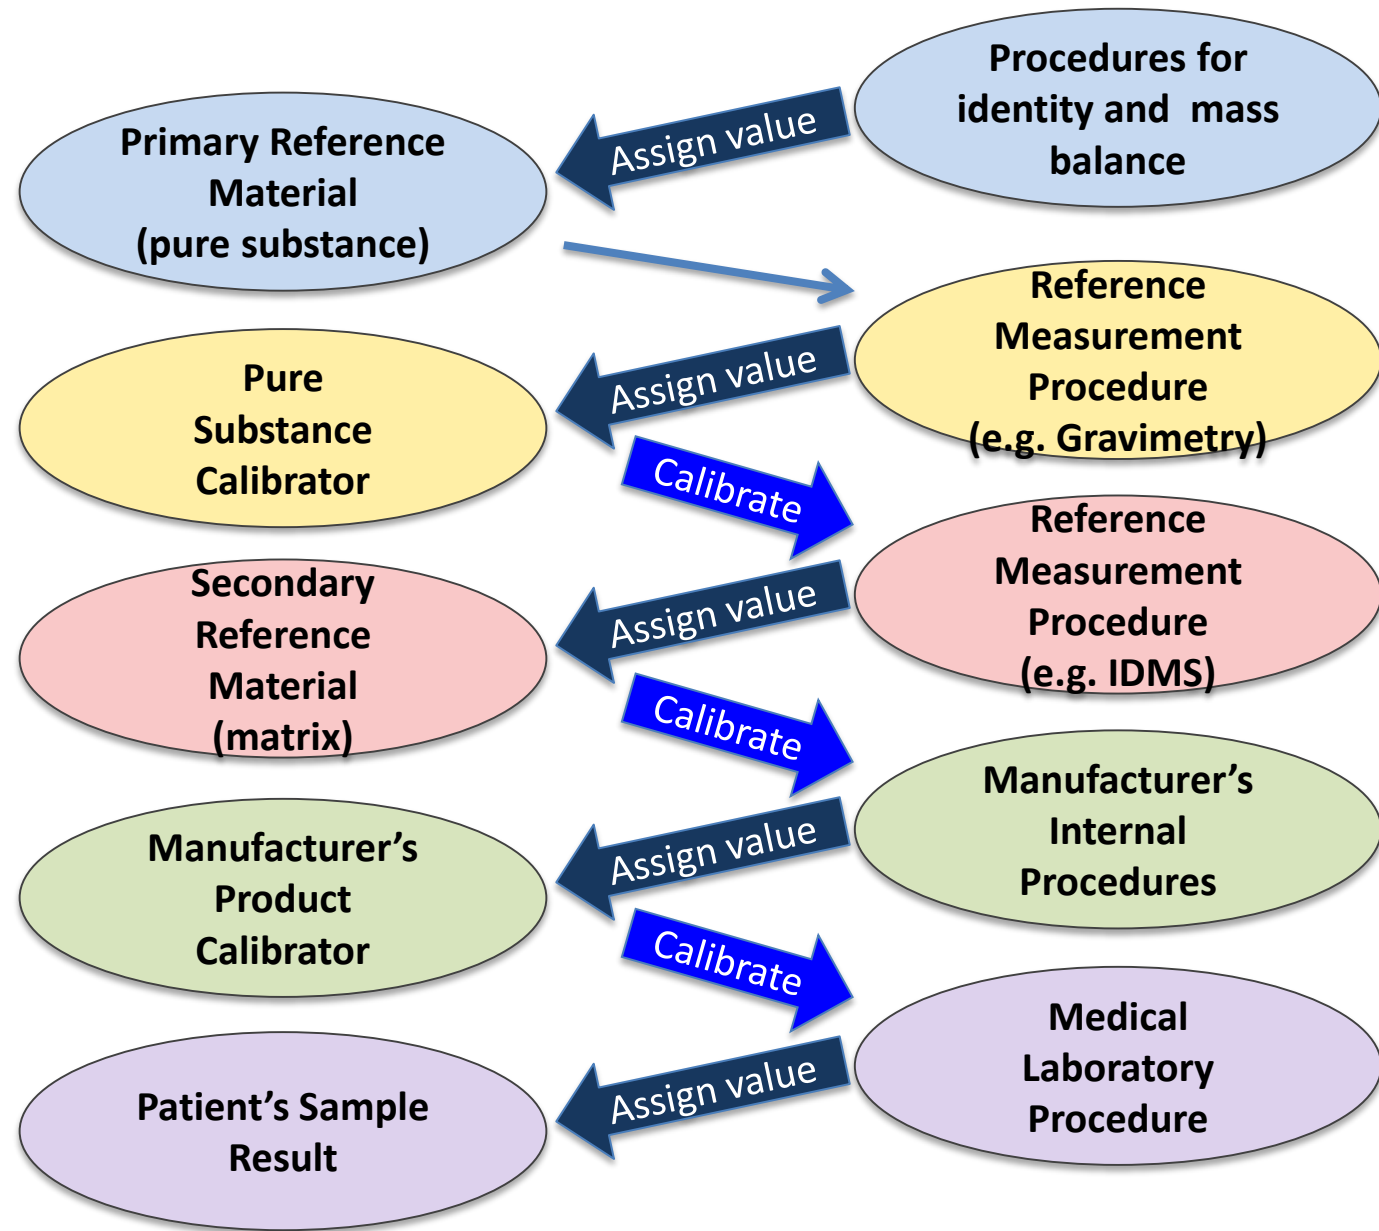 Procedures for
identity and mass
balance
Assign value
Primary Reference
Material
(pure substance)
Reference
Measurement
Procedure
(e.g. Gravimetry)
Assign value
Pure
Substance
Calibrator
Calibrate
Reference
Measurement
Procedure
(e.g. IDMS)
Assign value
Secondary
Reference
Material
(matrix)
Calibrate
Manufacturer’s
Internal
Procedures
Assign value
Manufacturer’s
Product
Calibrator
Calibrate
Medical
Laboratory
Procedure
Assign value
Patient’s Sample
Result